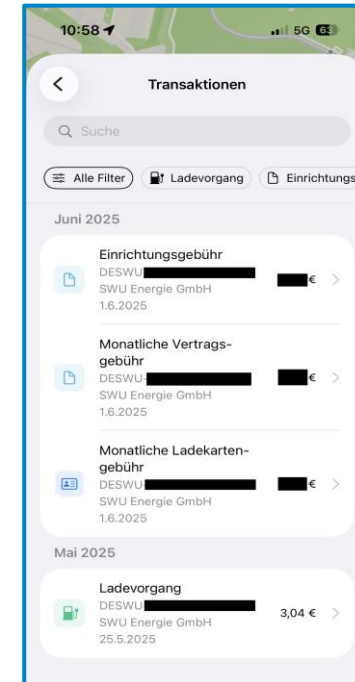 10:58 5G 63
Transaktionen
Suche
Alle Filter Ladevorgang Einrichtungs
Juni 2025
Einrichtungsgebühr
DESWU
SWU Energie GmbH
1.6.2025
€
Monatliche Vertrags-
gebühr
DESWU-
SWU Energie GmbH
1.6.2025
€
Monatliche Ladekarten-
gebühr
DESWU
SWU Energie GmbH
1.6.2025
€
Mai 2025
Ladevorgang
DESWU
SWU Energie GmbH
25.5.2025
3,04 €